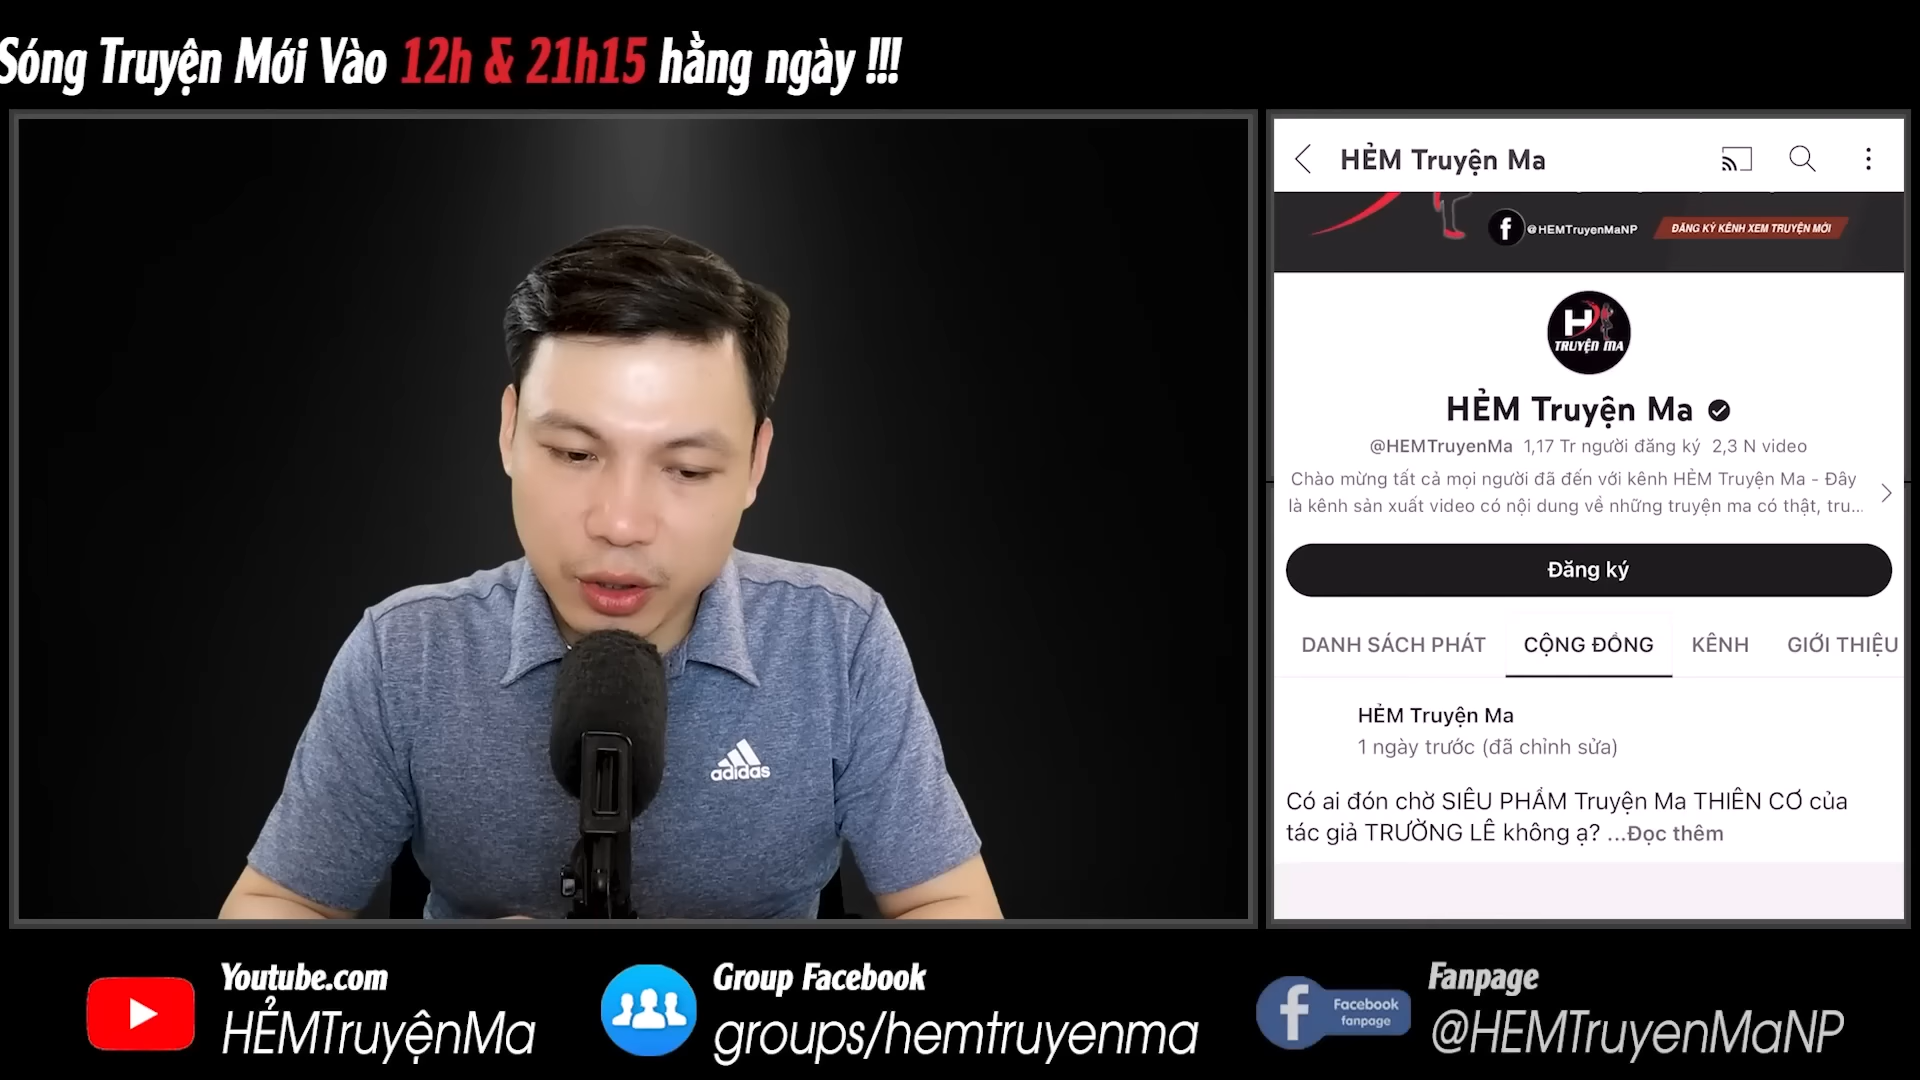 Sóng Truyện Mới Vào 12h & 21h15 hằng ngày !!!
adidas
HẺM Truyện Ma
@HEMTruyenMaNP
ĐĂNG KÝ KÊNH XEM TRUYỆN MỚI
H
TRUYỆN MA
HẺM Truyện Ma
@HEMTruyenMa 1,17 Tr người đăng ký 2,3 N video
Chào mừng tất cả mọi người đã đến với kênh HẺM Truyện Ma - Đây
là kênh sản xuất video có nội dung về những truyện ma có thật, tru...
Đăng ký
DANH SÁCH PHÁT CỘNG ĐỒNG KÊNH GIỚI THIỆU
HẺM Truyện Ma
1 ngày trước (đã chỉnh sửa)
Có ai đón chờ SIÊU PHẨM Truyện Ma THIÊN CƠ của
tác giả TRƯỜNG LÊ không ạ? ...Đọc thêm
Youtube.com
HẺMTruyệnMa
Group Facebook
groups/hemtruyenma
Facebook
fanpage
Fanpage
@HEMTruyenMaNP